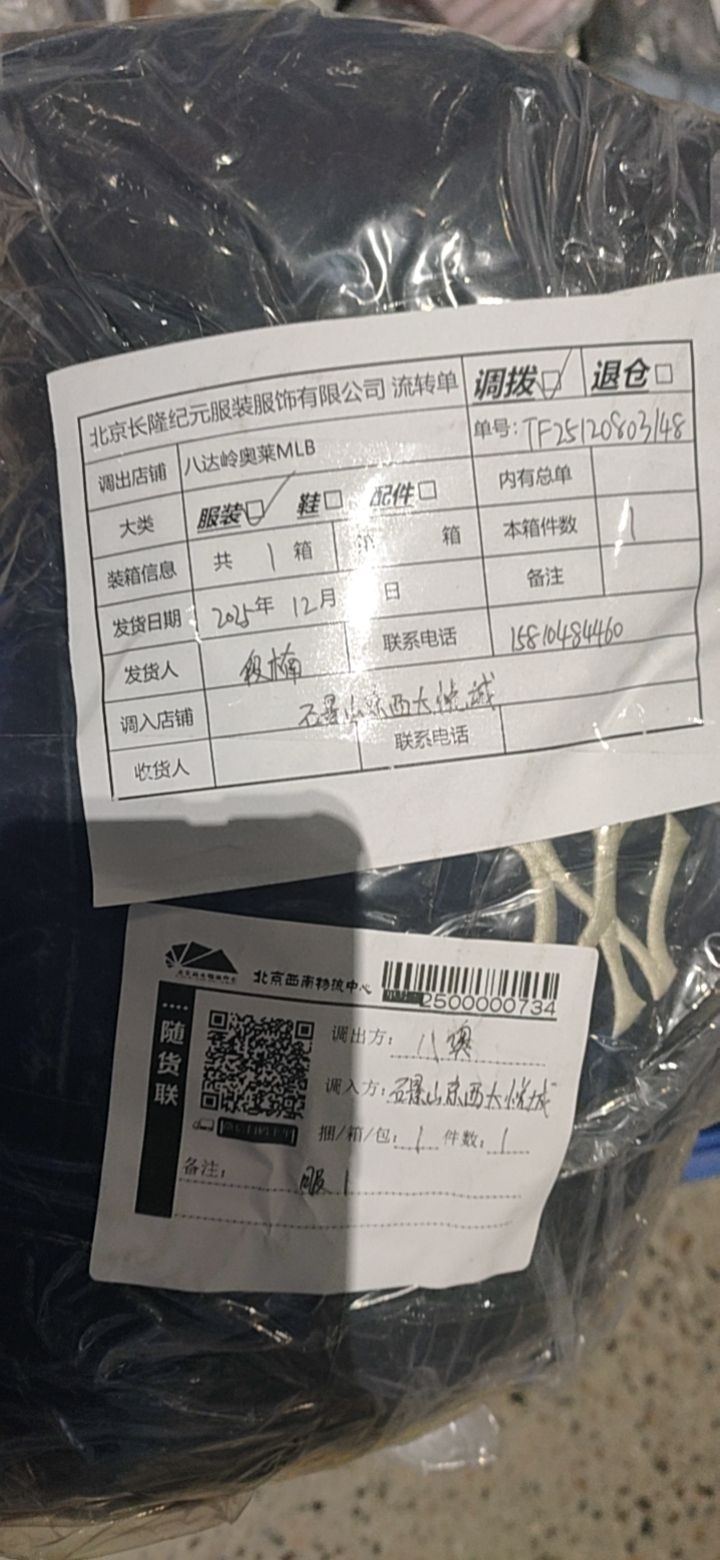 北京长隆纪元服装服饰有限公司 流转单 调拨☑ 退仓□
调出店铺 八达岭奥莱MLB 单号：TF25120803148
大类 服装☑ 鞋□ 配件□ 内有总单
装箱信息 共 1 箱 第 箱 本箱件数 1
发货日期 2025年 12月 日 备注
发货人 段楠 联系电话 15810484460
调入店铺 石景山京西大悦城
收货人 联系电话
NY
北京西南物流中心
2500000734
随货联
调出方：八奥
调入方：石景山京西大悦城
捆/箱/包：1 件数：1
备注： 服1